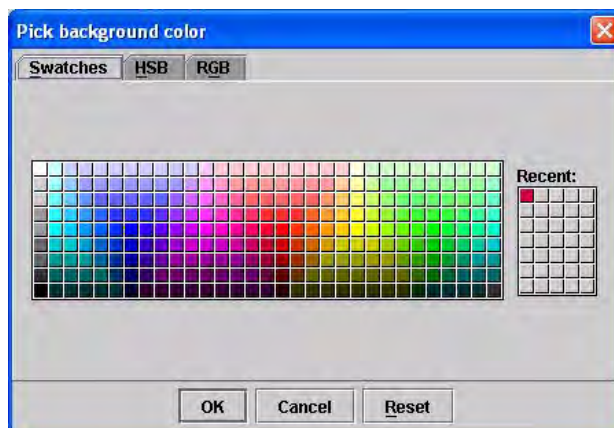 Pick background color
Swatches HSB RGB
Recent:
OK Cancel Reset